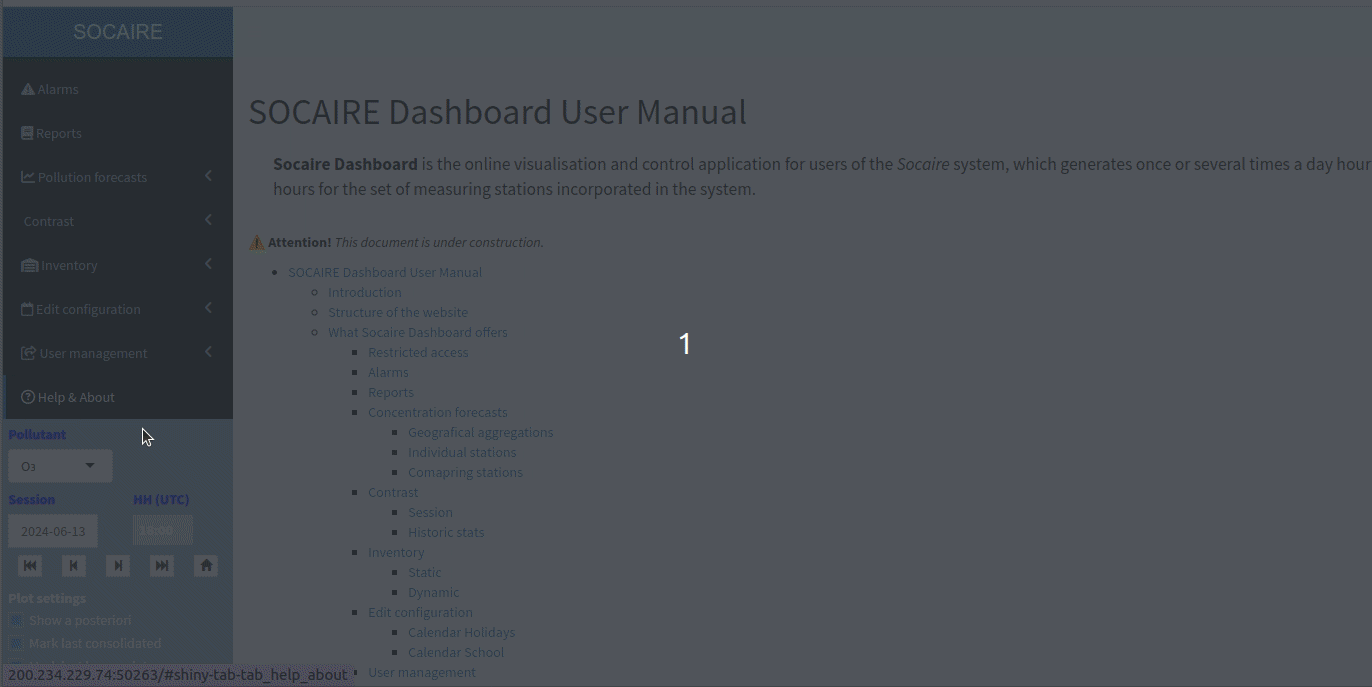 SOCAIRE
Alarms
Reports
Pollution forecasts
Contrast
Inventory
Edit configuration
User management
Help & About
Pollutant
O₃
Session HH (UTC)
2024-06-13 18:00
Plot settings
Show a posteriori
Mark last consolidated
200.234.229.74:50263/#shiny-tab-tab_help_about
SOCAIRE Dashboard User Manual
Socaire Dashboard is the online visualisation and control application for users of the Socaire system, which generates once or several times a day hour
hours for the set of measuring stations incorporated in the system.
Attention! This document is under construction.
SOCAIRE Dashboard User Manual
Introduction
Structure of the website
What Socaire Dashboard offers
Restricted access
Alarms
Reports
Concentration forecasts
Geografical aggregations
Individual stations
Comapring stations
Contrast
Session
Historic stats
Inventory
Static
Dynamic
Edit configuration
Calendar Holidays
Calendar School
User management
1